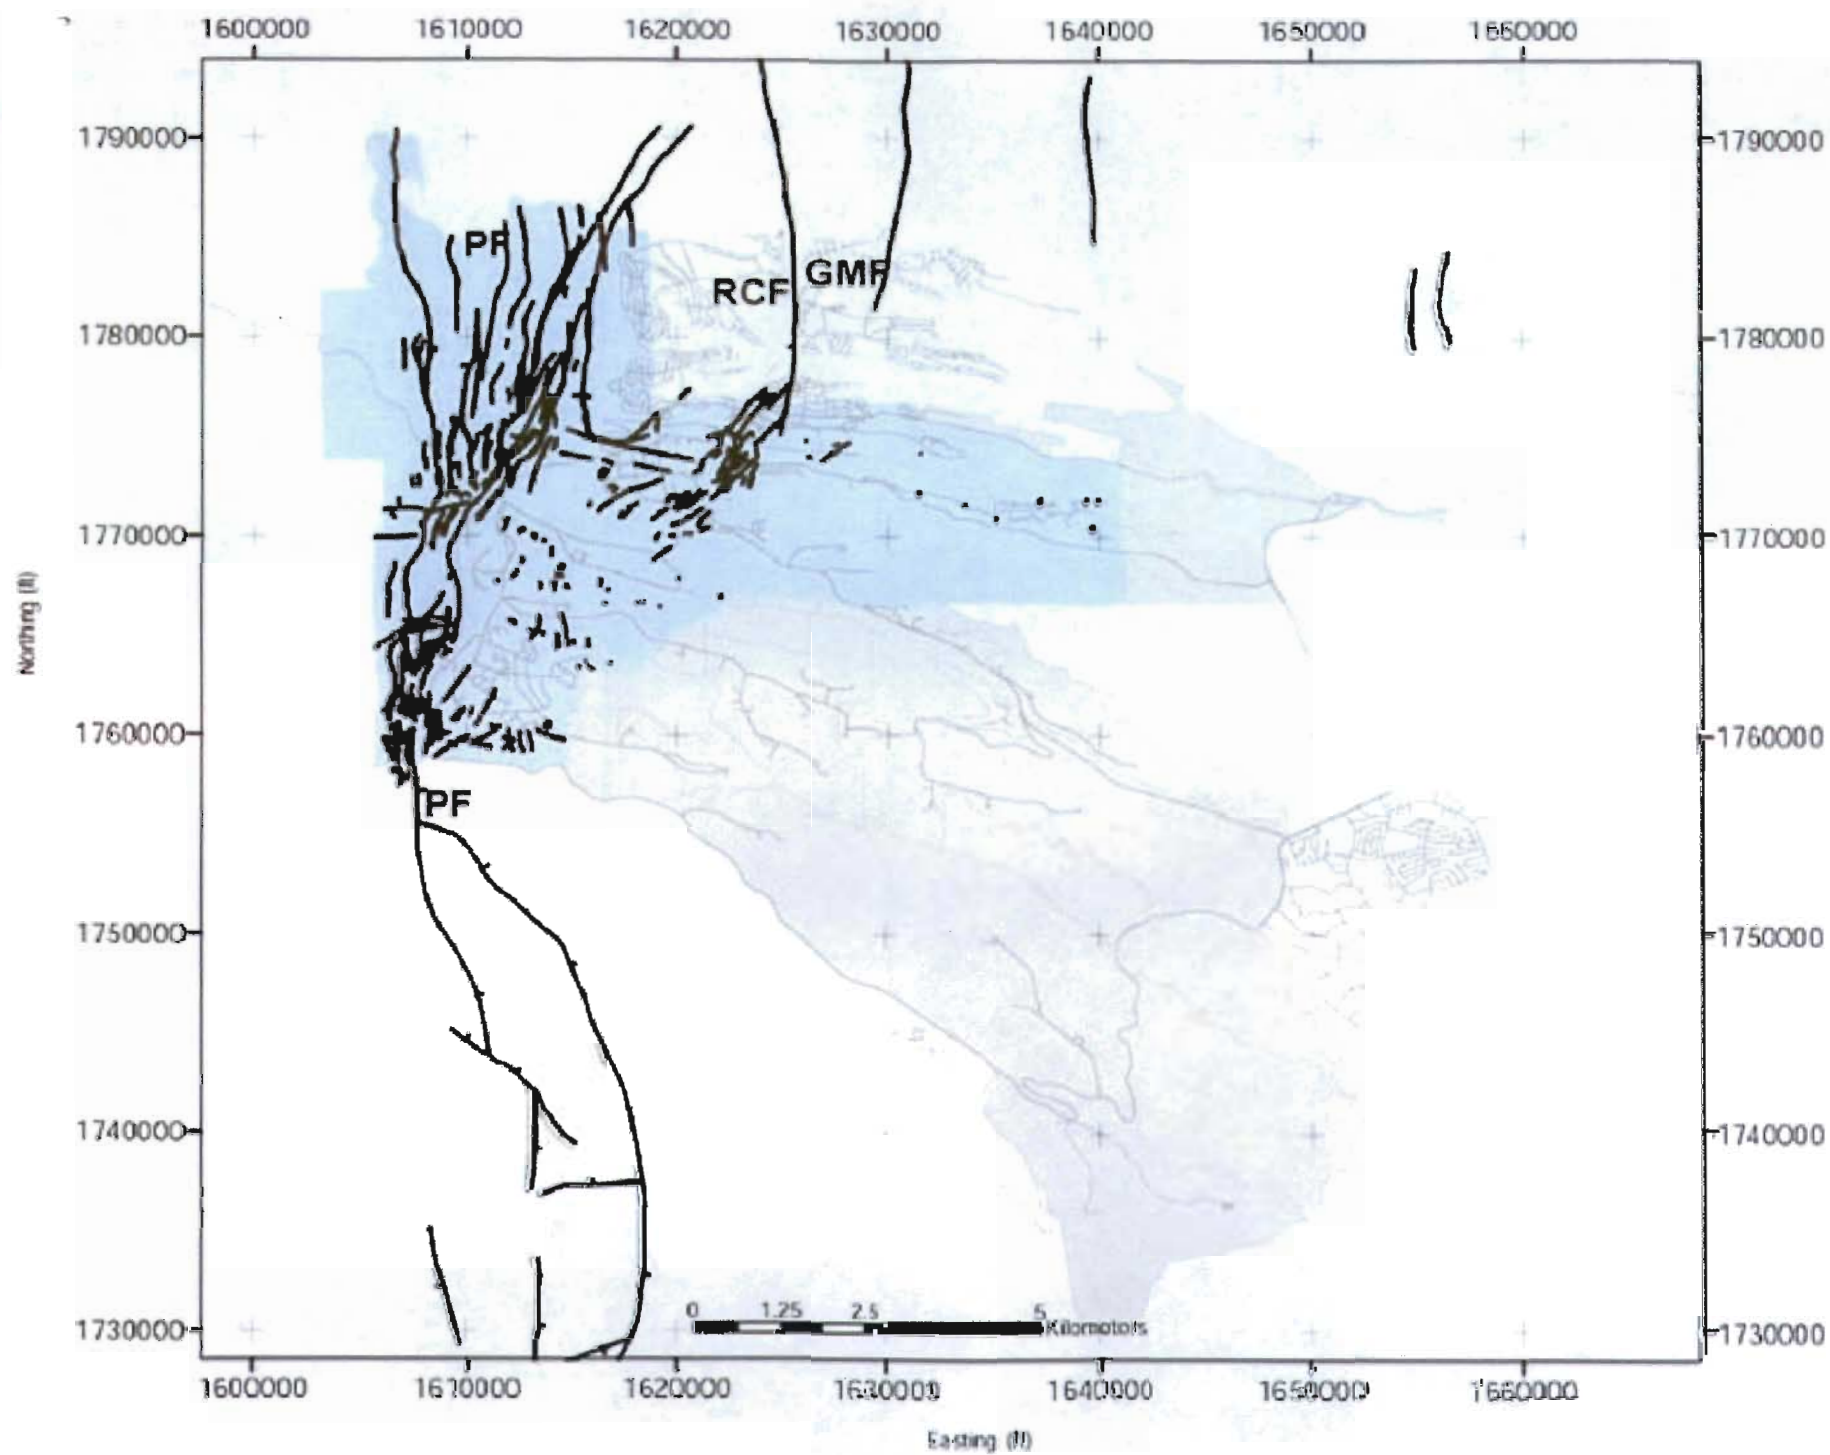 1600000 1610000 1620000 1630000 1640000 1650000 1660000
1790000 1790000
PF
RCF GMF
1780000 1780000
1770000 1770000
Northing (ft)
1760000 1760000
PF
1750000 1750000
1740000 1740000
0 1.25 2.5 5
1730000 Kilometers 1730000
1600000 1610000 1620000 1630000 1640000 1650000 1660000
Easting (ft)